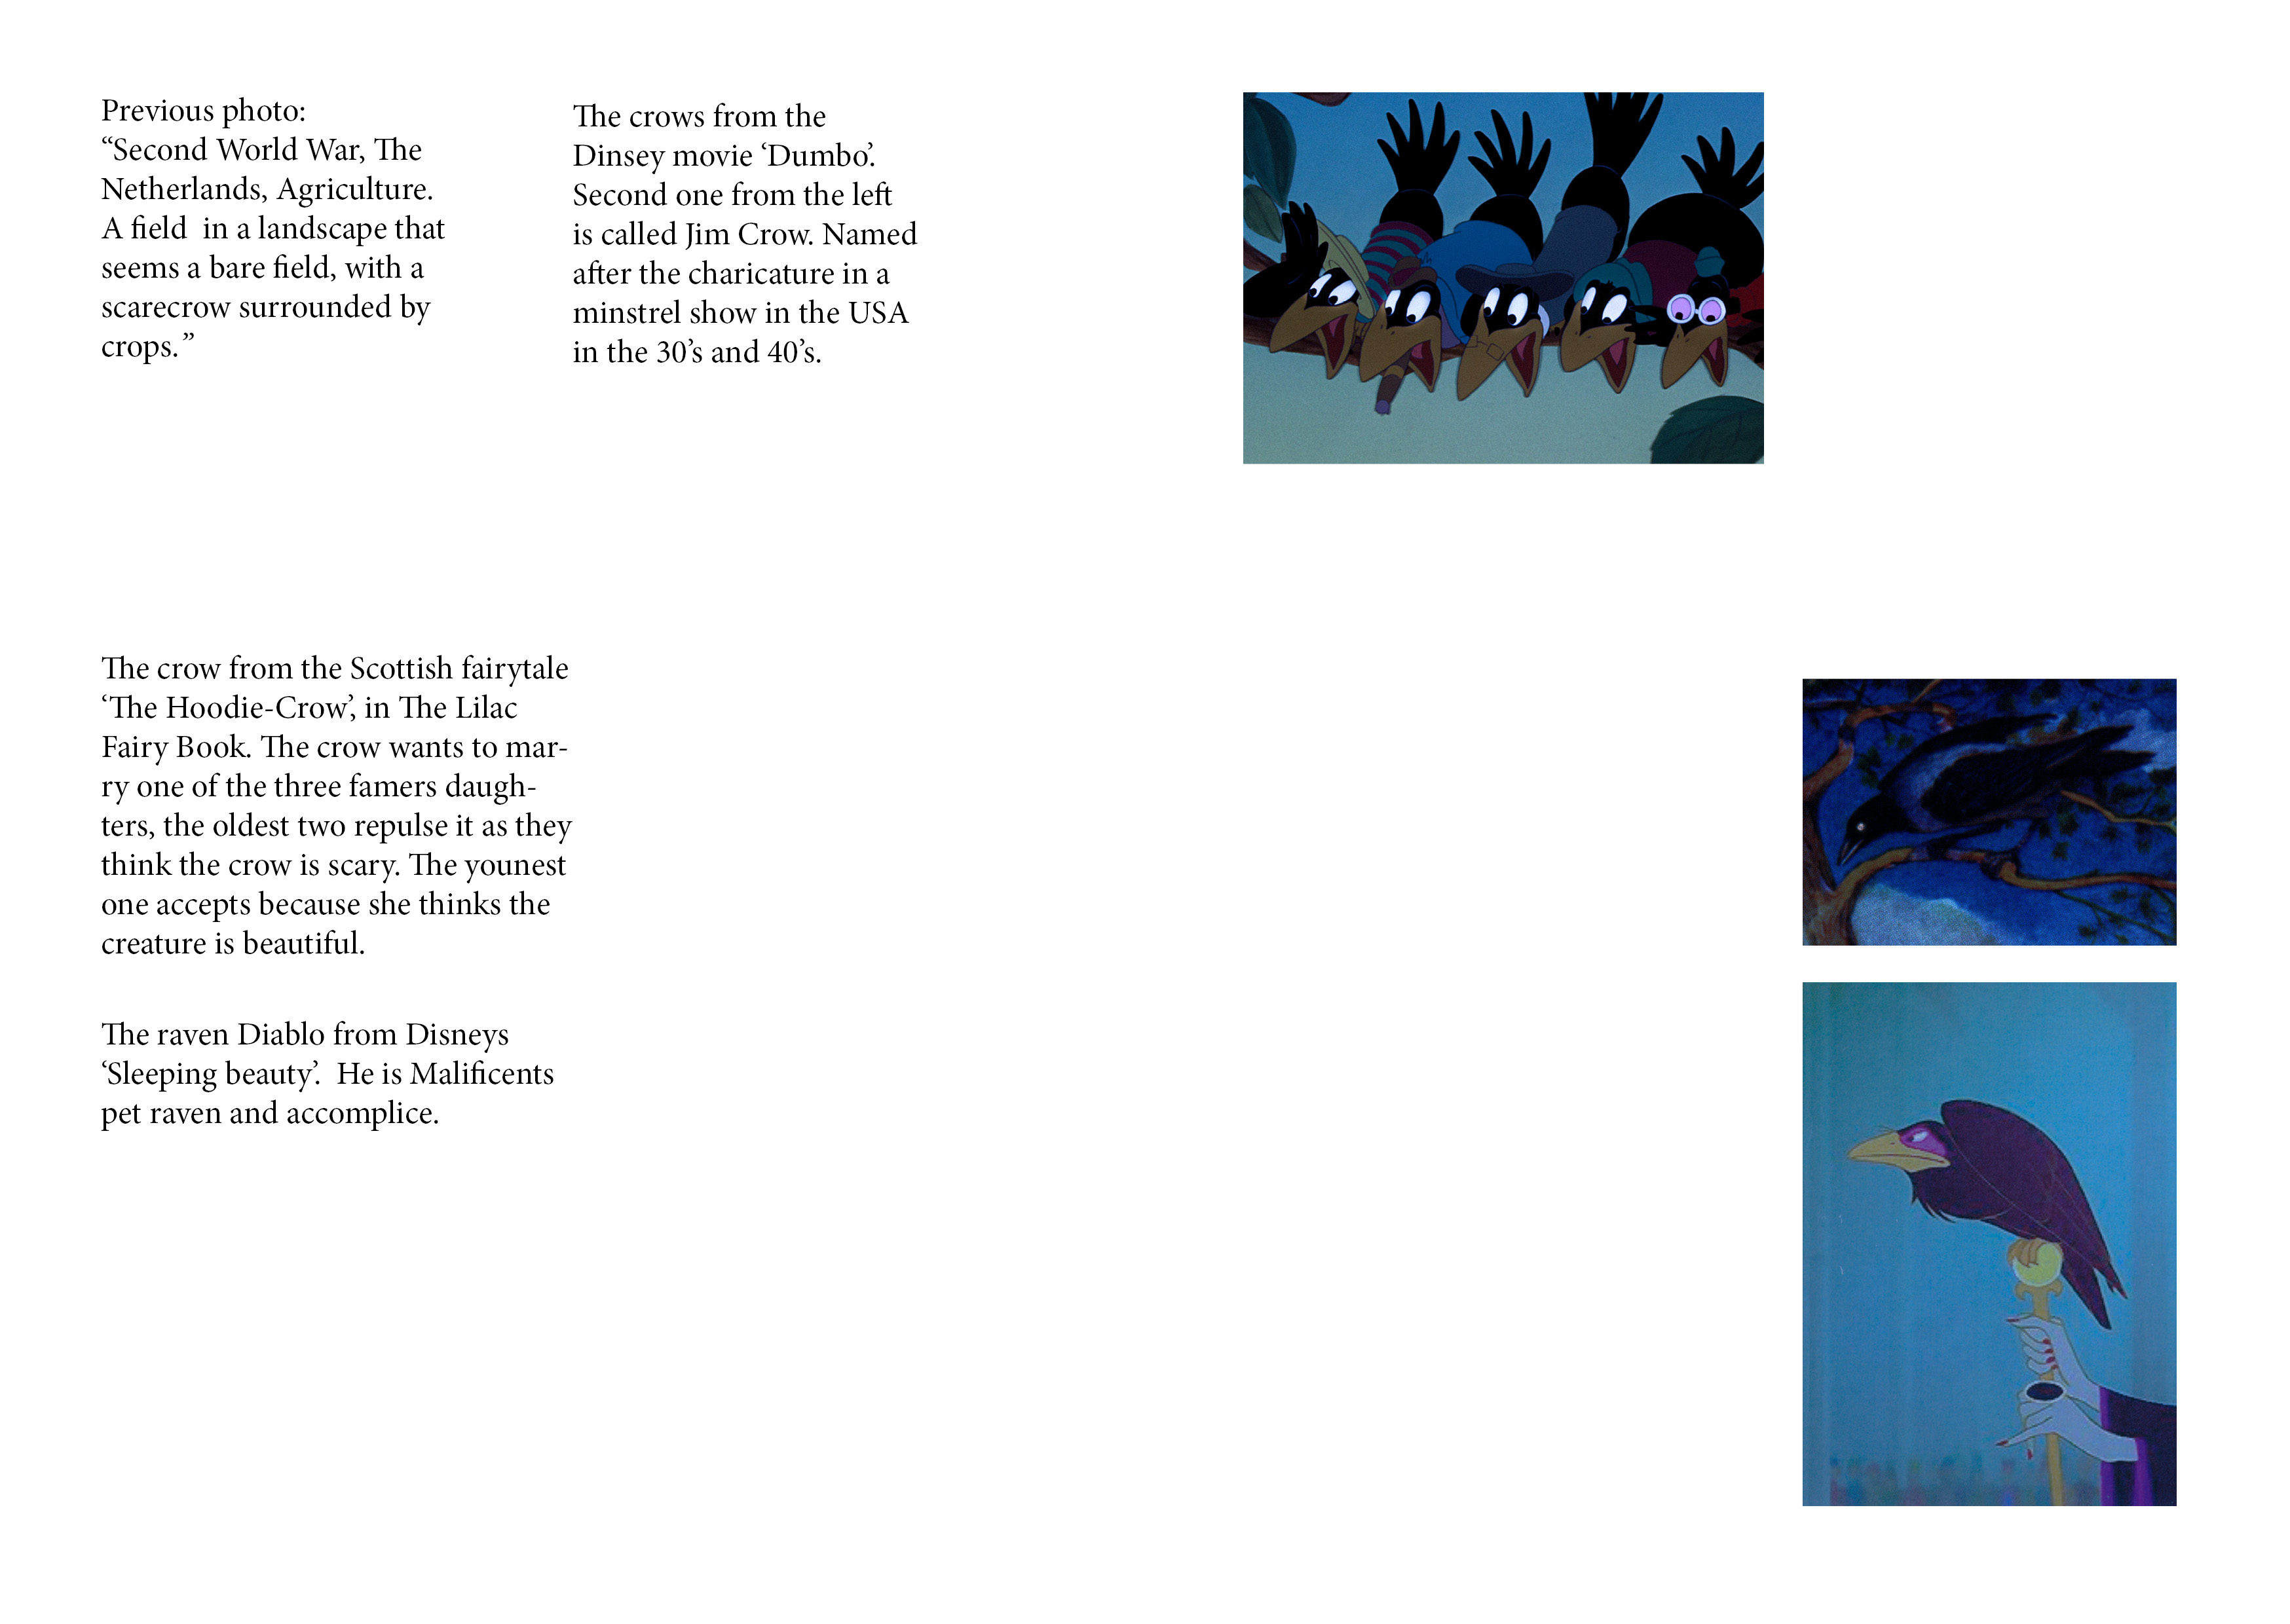 Previous photo:
“Second World War, The
Netherlands, Agriculture.
A field  in a landscape that
seems a bare field, with a
scarecrow surrounded by
crops.”
The crows from the
Dinsey movie ‘Dumbo’.
Second one from the left
is called Jim Crow. Named
after the charicature in a
minstrel show in the USA
in the 30’s and 40’s.
The crow from the Scottish fairytale
‘The Hoodie-Crow’, in The Lilac
Fairy Book. The crow wants to mar-
ry one of the three famers daugh-
ters, the oldest two repulse it as they
think the crow is scary. The younest
one accepts because she thinks the
creature is beautiful.
The raven Diablo from Disneys
‘Sleeping beauty’.  He is Malificents
pet raven and accomplice.